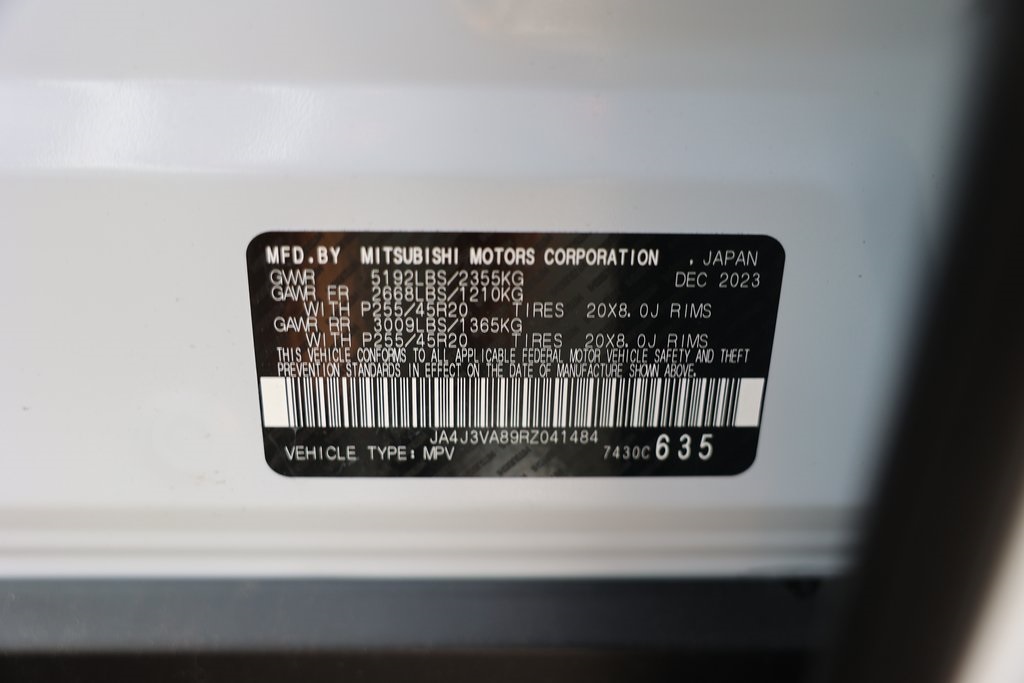 MFD.BY MITSUBISHI MOTORS CORPORATION . JAPAN
GVWR 5192LBS/2355KG DEC 2023
GAWR FR 2668LBS/1210KG
WITH P255/45R20 TIRES 20X8.0J RIMS
GAWR RR 3009LBS/1365KG
WITH P255/45R20 TIRES 20X8.0J RIMS
THIS VEHICLE CONFORMS TO ALL APPLICABLE FEDERAL MOTOR VEHICLE SAFETY AND THEFT
PREVENTION STANDARDS IN EFFECT ON THE DATE OF MANUFACTURE SHOWN ABOVE.
JA4J3VA89RZ041484
VEHICLE TYPE: MPV 7430C 635